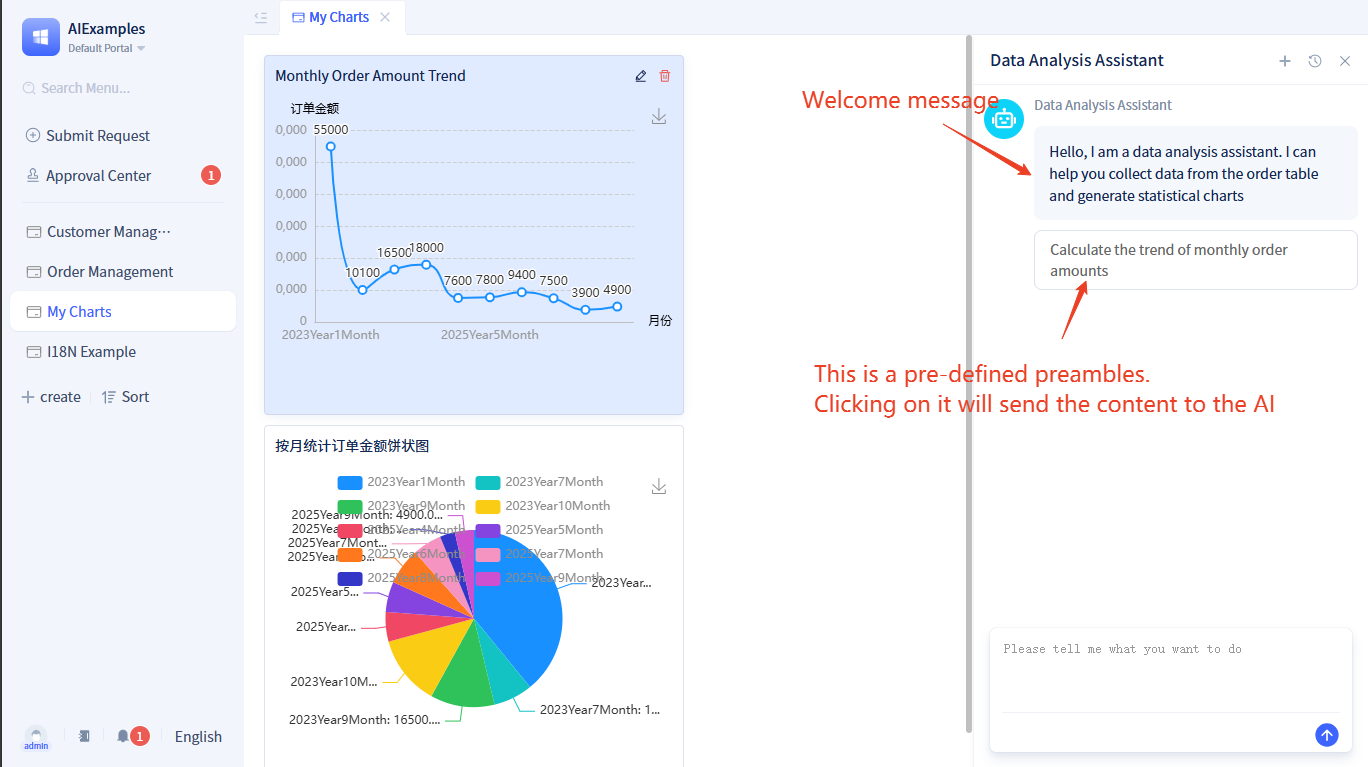 AIExamples
Default Portal
Search Menu...
Submit Request
Approval Center
1
Customer Manag···
Order Management
My Charts
I18N Example
create
Sort
admin
1
English
My Charts
Monthly Order Amount Trend
订单金额
0,000
0,000
0,000
0,000
0,000
0,000
0
55000
10100
16500
18000
7600
7800
9400
7500
3900
4900
2023Year1Month
2025Year5Month
月份
按月统计订单金额饼状图
2023Year1Month
2023Year7Month
2023Year9Month
2023Year10Month
2025Year4Month
2025Year5Month
2025Year6Month
2025Year7Month
2025Year9Month
2025Year9Month: 4900.0...
2025Year7Mont...
2025Year5...
2025Year...
2023Year10M...
2023Year9Month: 16500....
2023Year7Month: 1...
2023Year...
Data Analysis Assistant
Welcome message
Data Analysis Assistant
Hello, I am a data analysis assistant. I can
help you collect data from the order table
and generate statistical charts
Calculate the trend of monthly order
amounts
This is a pre-defined preambles.
Clicking on it will send the content to the AI
Please tell me what you want to do